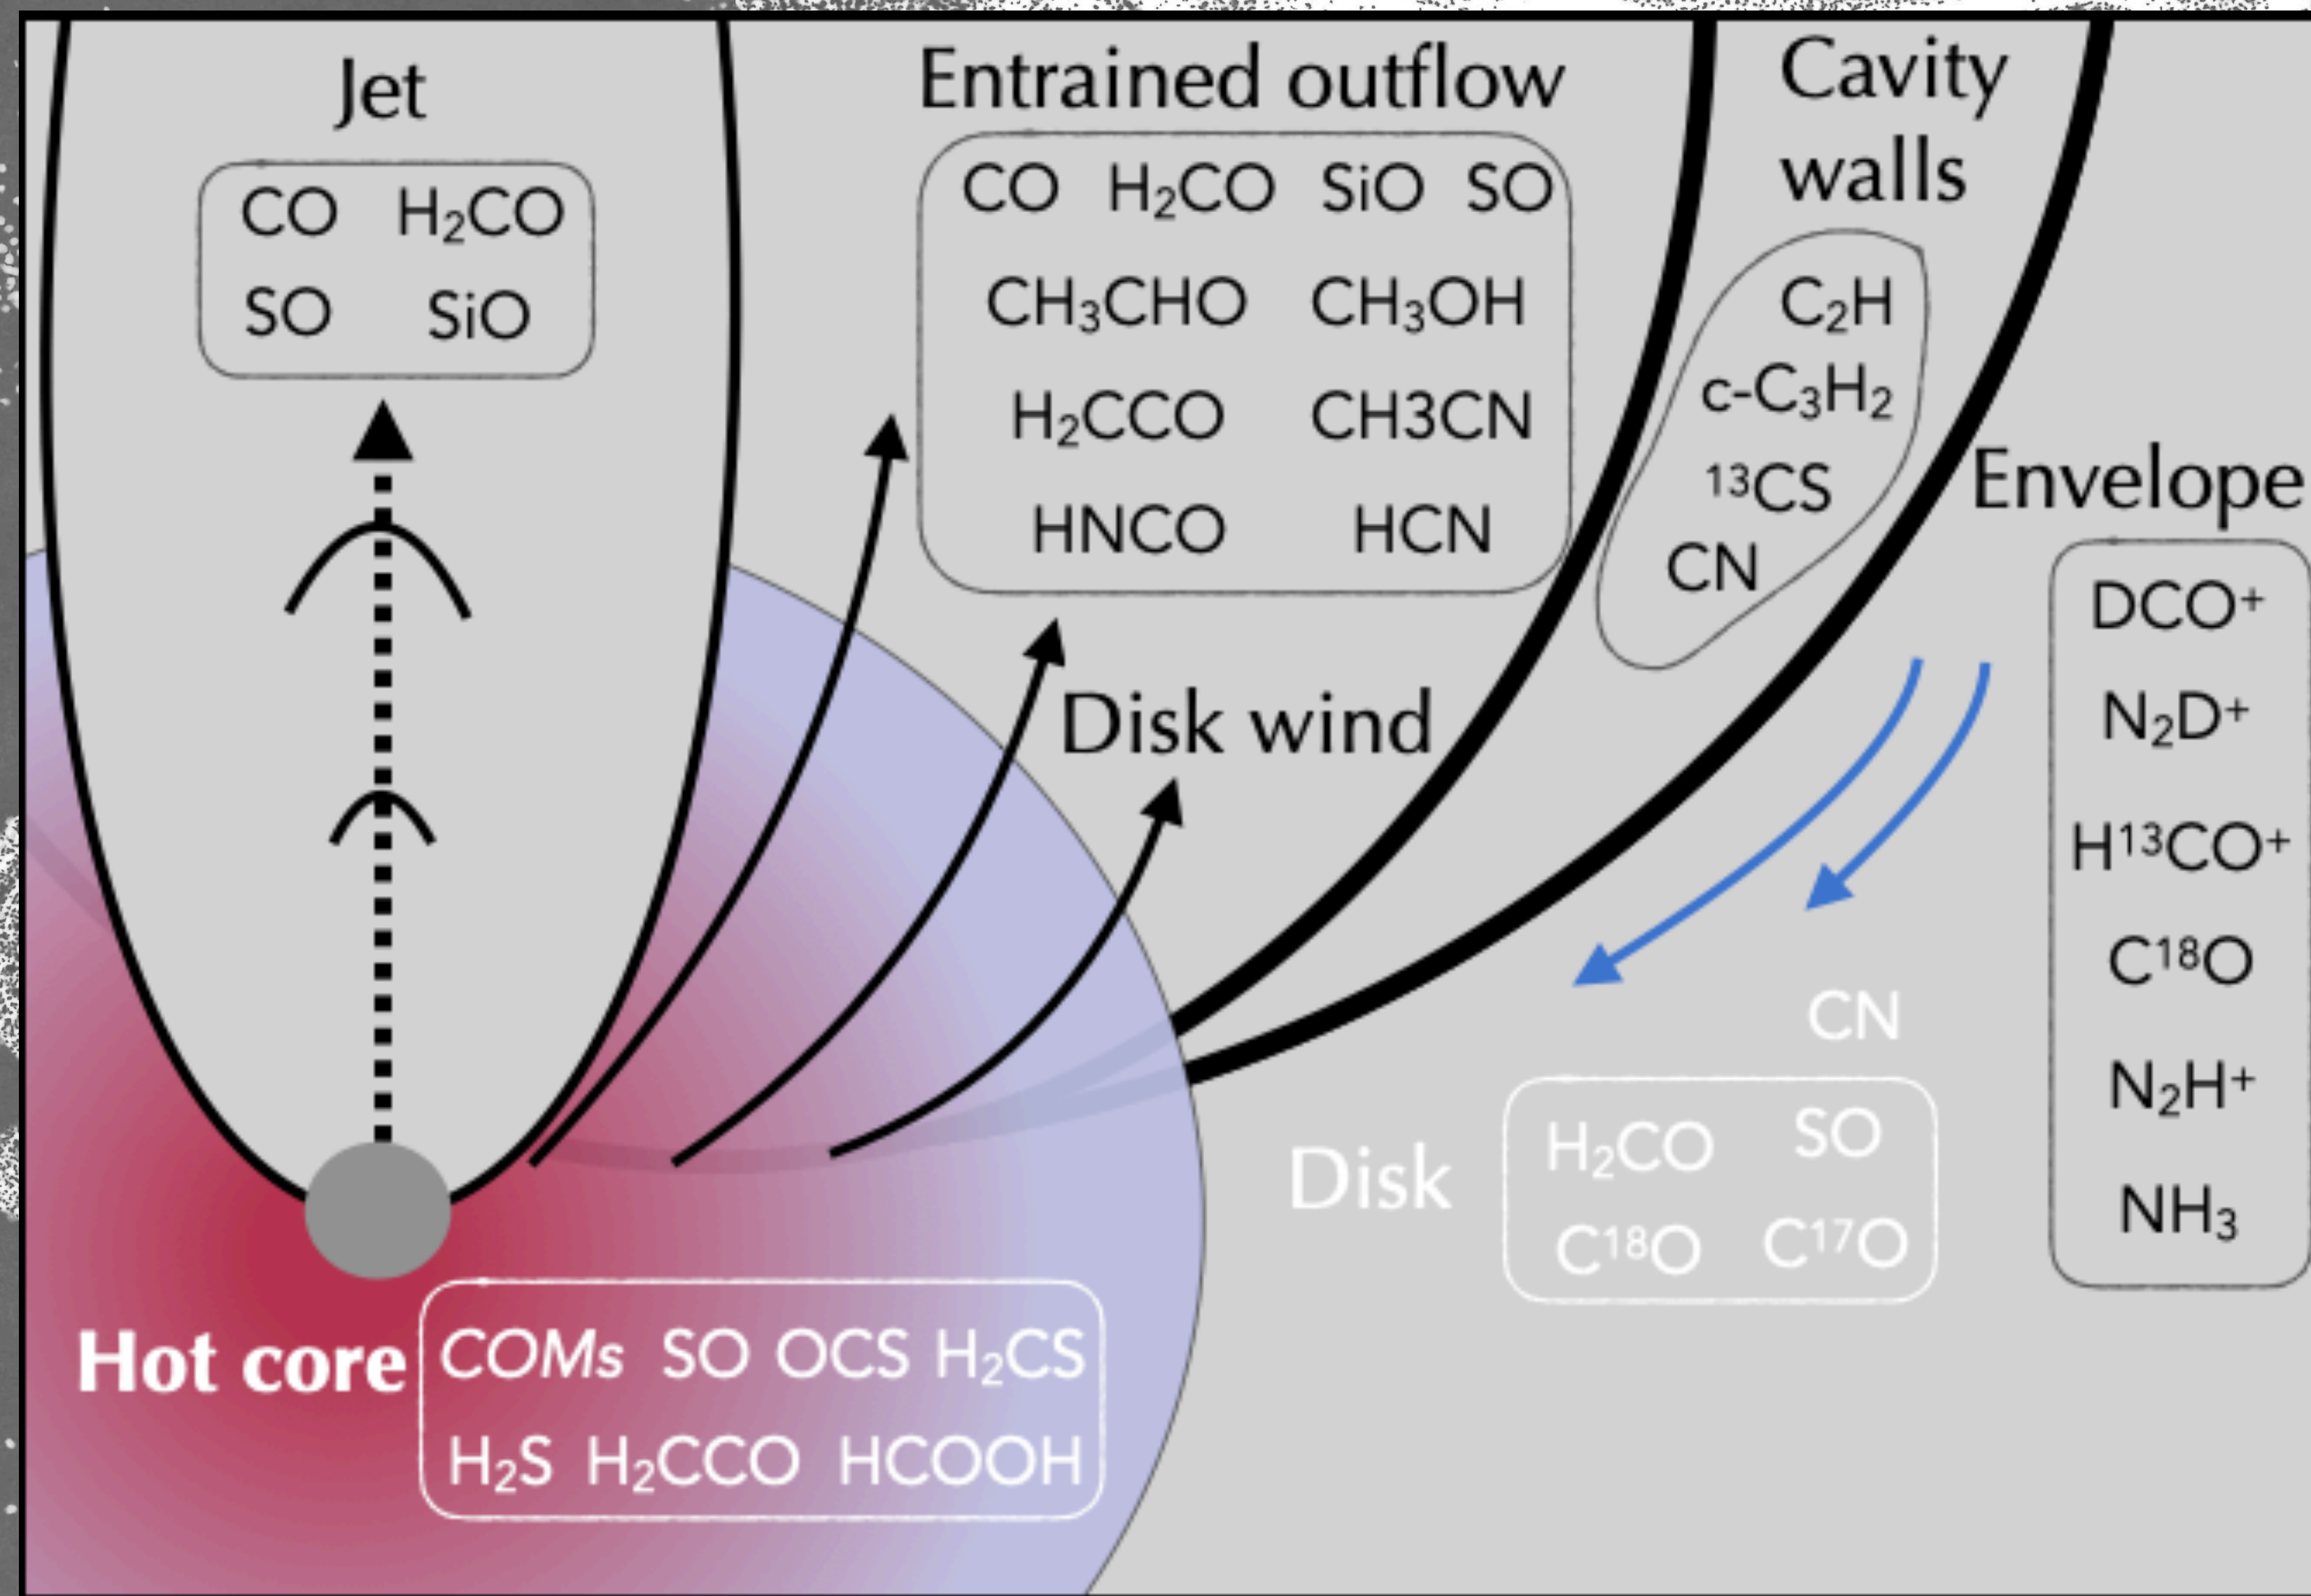 Jet
CO H₂CO
SO SiO
Entrained outflow
CO H₂CO SiO SO
CH₃CHO CH₃OH
H₂CCO CH3CN
HNCO HCN
Cavity
walls
C₂H
c-C₃H₂
¹³CS
CN
Envelope
DCO⁺
N₂D⁺
H¹³CO⁺
C¹⁸O
N₂H⁺
NH₃
Disk wind
CN
Disk
H₂CO SO
C¹⁸O C¹⁷O
Hot core
COMs SO OCS H₂CS
H₂S H₂CCO HCOOH